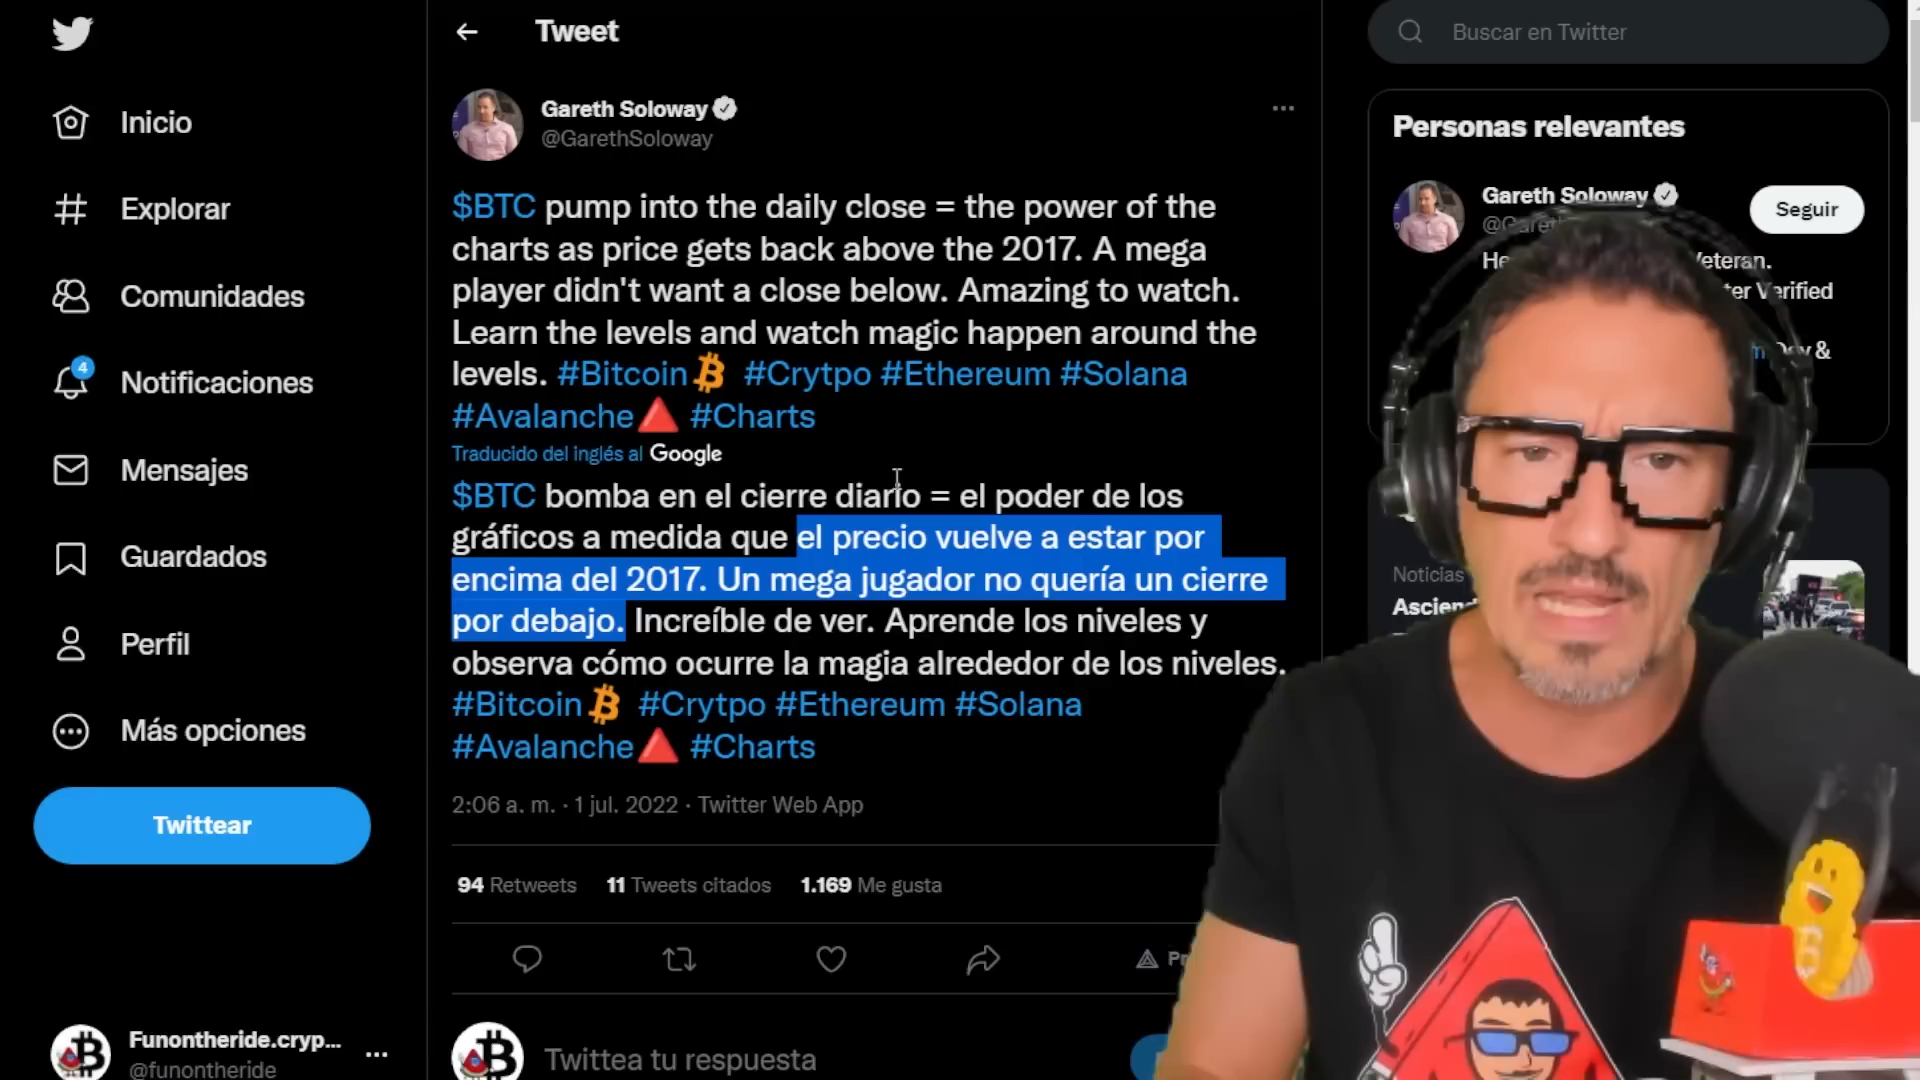 Tweet
Buscar en Twitter
Inicio
Explorar
Comunidades
4
Notificaciones
Mensajes
Guardados
Perfil
Más opciones
Twittear
Funontheride.cryp...
@funontheride
Gareth Soloway
@GarethSoloway
$BTC pump into the daily close = the power of the
charts as price gets back above the 2017. A mega
player didn't want a close below. Amazing to watch.
Learn the levels and watch magic happen around the
levels. #Bitcoin #Crytpo #Ethereum #Solana
#Avalanche #Charts
Traducido del inglés al Google
$BTC bomba en el cierre diario = el poder de los
gráficos a medida que el precio vuelve a estar por
encima del 2017. Un mega jugador no quería un cierre
por debajo. Increíble de ver. Aprende los niveles y
observa cómo ocurre la magia alrededor de los niveles.
#Bitcoin #Crytpo #Ethereum #Solana
#Avalanche #Charts
2:06 a. m. · 1 jul. 2022 · Twitter Web App
94 Retweets 11 Tweets citados 1.169 Me gusta
Twittea tu respuesta
Personas relevantes
Gareth Soloway
Seguir
Veteran.
Verified
&
Noticias